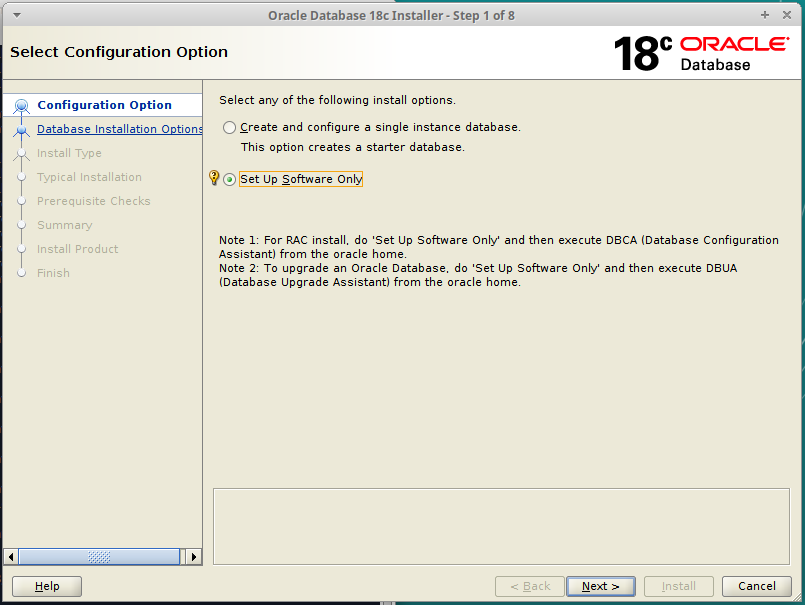 Oracle Database 18c Installer - Step 1 of 8
Select Configuration Option
18c ORACLE
Database
Configuration Option
Database Installation Options
Install Type
Typical Installation
Prerequisite Checks
Summary
Install Product
Finish
Select any of the following install options.
Create and configure a single instance database.
This option creates a starter database.
Set Up Software Only
Note 1: For RAC install, do 'Set Up Software Only' and then execute DBCA (Database Configuration
Assistant) from the oracle home.
Note 2: To upgrade an Oracle Database, do 'Set Up Software Only' and then execute DBUA
(Database Upgrade Assistant) from the oracle home.
Help
< Back
Next >
Install
Cancel